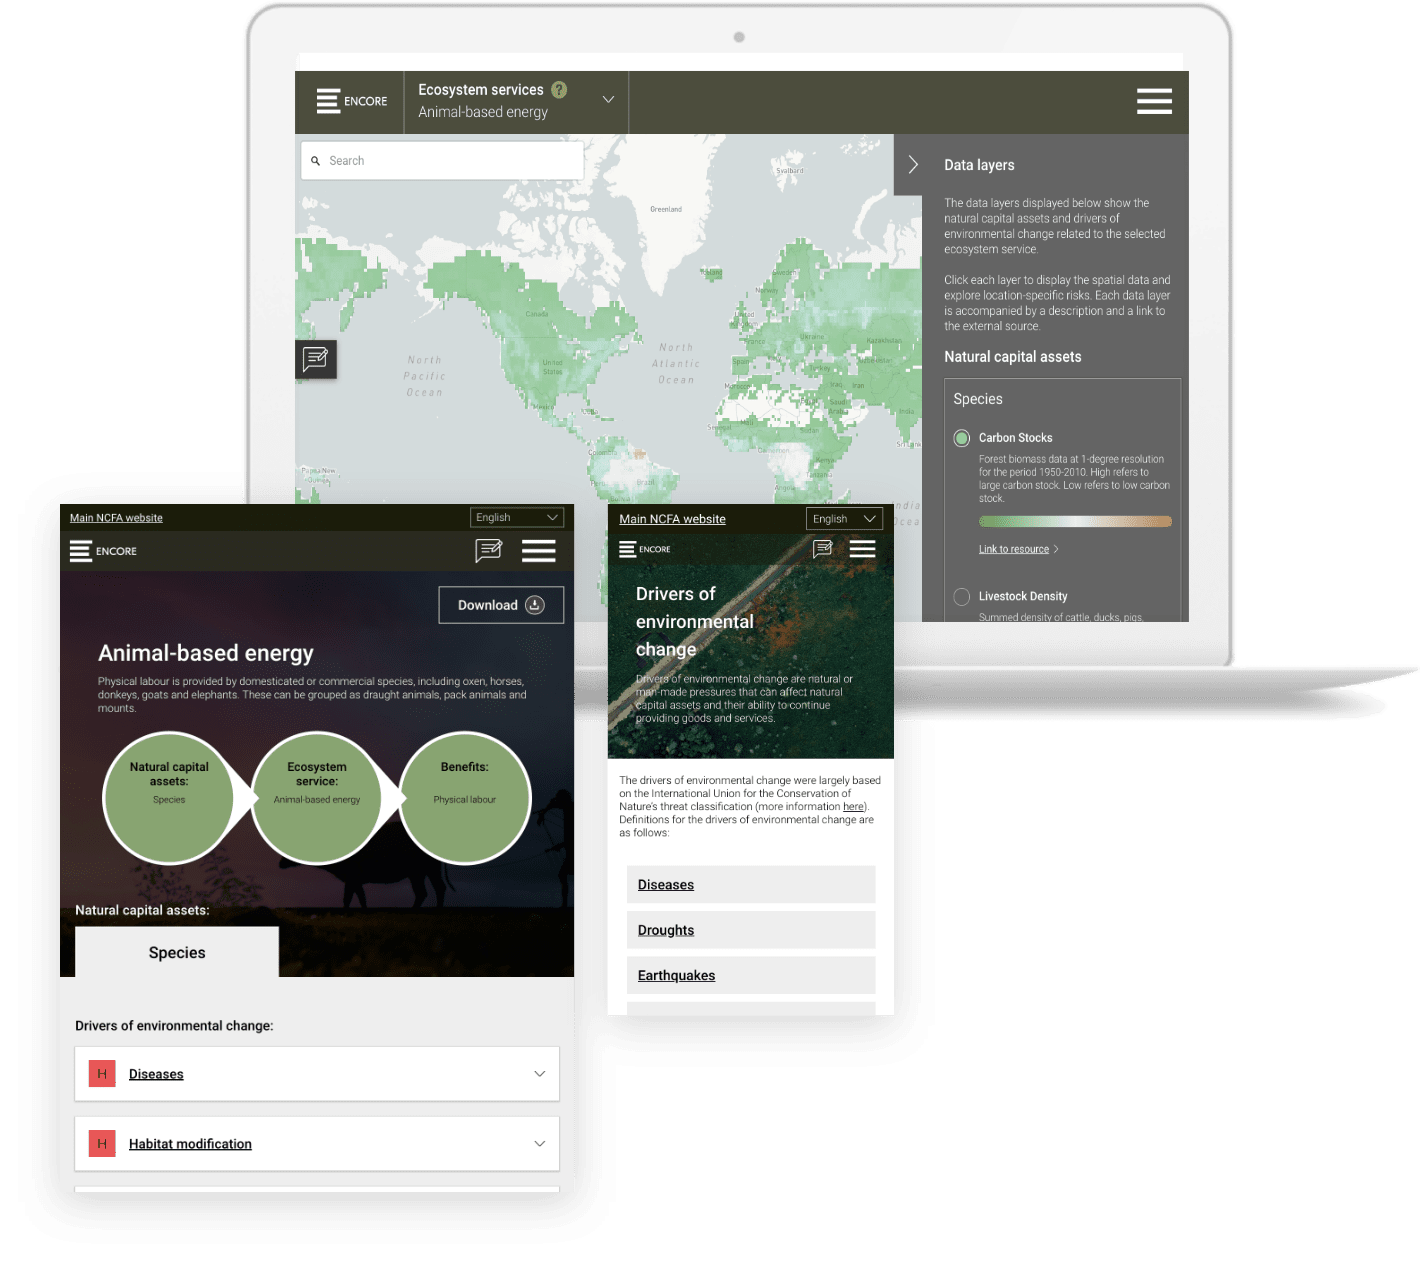 ENCORE
Ecosystem services ?
Animal-based energy
Search
Svalbard
Greenland
Iceland
Sweden
Norway
Canada
United
Kingdom
Ukraine
Kazakhstan
France
Uzbekistan
Spain
Turkey
United
States
North
Pacific
Ocean
North
Atlantic
Ocean
Morocco
Iraq
Iran
Saudi
Arabia
India
Mexico
Cuba
Senegal
Mali
Sudan
Sri Lank
Colombia
Cameroon
Kenya
Tanzania
Papua New
Guinea
Peru
Brazil
Bolivia
Data layers
The data layers displayed below show the
natural capital assets and drivers of
environmental change related to the selected
ecosystem service.
Click each layer to display the spatial data and
explore location-specific risks. Each data layer
is accompanied by a description and a link to
the external source.
Natural capital assets
Species
Carbon Stocks
Forest biomass data at 1-degree resolution
for the period 1950-2010. High refers to
large carbon stock. Low refers to low carbon
stock.
Link to resource
Livestock Density
Summed density of cattle, ducks, pigs,
Main NCFA website
English
ENCORE
Download
Animal-based energy
Physical labour is provided by domesticated or commercial species, including oxen, horses,
donkeys, goats and elephants. These can be grouped as draught animals, pack animals and
mounts.
Natural capital
assets:
Species
Ecosystem
service:
Animal-based energy
Benefits:
Physical labour
Natural capital assets:
Species
Drivers of environmental change:
H Diseases
H Habitat modification
Main NCFA website
English
ENCORE
Drivers of
environmental
change
Drivers of environmental change are natural or
man-made pressures that can affect natural
capital assets and their ability to continue
providing goods and services.
The drivers of environmental change were largely based
on the International Union for the Conservation of
Nature's threat classification (more information here).
Definitions for the drivers of environmental change are
as follows:
Diseases
Droughts
Earthquakes